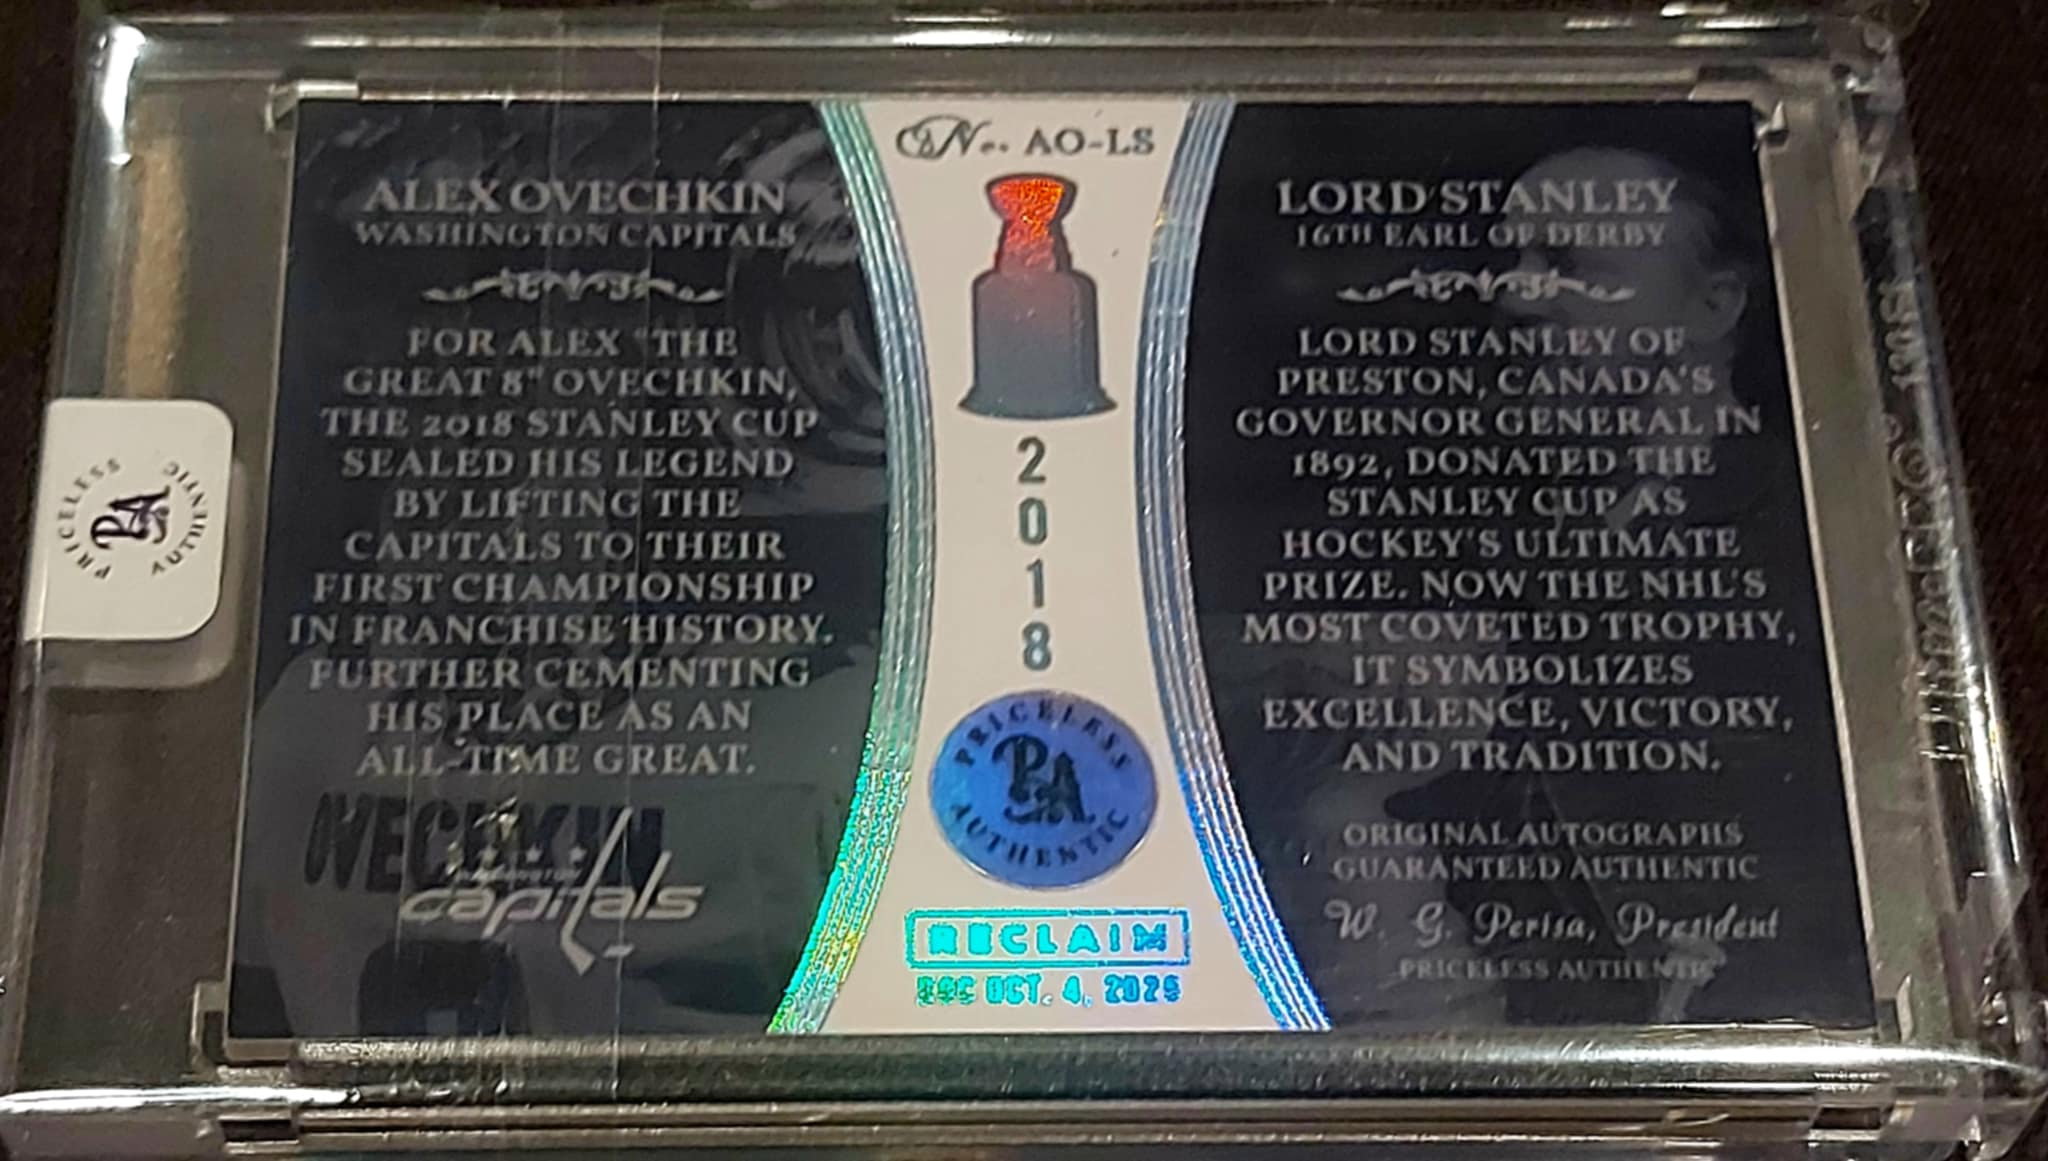 No. AO-LS
ALEX OVECHKIN
WASHINGTON CAPITALS
FOR ALEX "THE
GREAT 8" OVECHKIN,
THE 2018 STANLEY CUP
SEALED HIS LEGEND
BY LIFTING THE
CAPITALS TO THEIR
FIRST CHAMPIONSHIP
IN FRANCHISE HISTORY.
FURTHER CEMENTING
HIS PLACE AS AN
ALL-TIME GREAT.
OVECHKIN
WASHINGTON
capitals
2
0
1
8
PRICELESS
PA
AUTHENTIC
RECLAIM
OCT. 4, 2025
LORD STANLEY
16TH EARL OF DERBY
LORD STANLEY OF
PRESTON, CANADA'S
GOVERNOR GENERAL IN
1892, DONATED THE
STANLEY CUP AS
HOCKEY'S ULTIMATE
PRIZE. NOW THE NHL'S
MOST COVETED TROPHY,
IT SYMBOLIZES
EXCELLENCE, VICTORY,
AND TRADITION.
ORIGINAL AUTOGRAPHS
GUARANTEED AUTHENTIC
W. G. Perisa, President
PRICELESS AUTHENTIC
PRICELESS
PA
AUTHENTIC